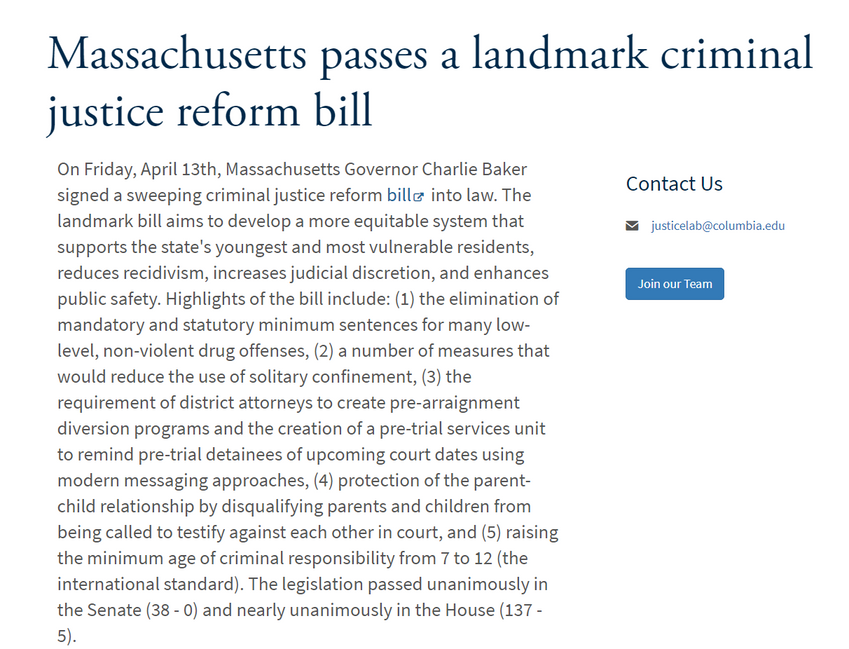 Massachusetts passes a landmark criminal
justice reform bill
On Friday, April 13th, Massachusetts Governor Charlie Baker
signed a sweeping criminal justice reform bill into law. The
landmark bill aims to develop a more equitable system that
supports the state's youngest and most vulnerable residents,
reduces recidivism, increases judicial discretion, and enhances
public safety. Highlights of the bill include: (1) the elimination of
mandatory and statutory minimum sentences for many low-
level, non-violent drug offenses, (2) a number of measures that
would reduce the use of solitary confinement, (3) the
requirement of district attorneys to create pre-arraignment
diversion programs and the creation of a pre-trial services unit
to remind pre-trial detainees of upcoming court dates using
modern messaging approaches, (4) protection of the parent-
child relationship by disqualifying parents and children from
being called to testify against each other in court, and (5) raising
the minimum age of criminal responsibility from 7 to 12 (the
international standard). The legislation passed unanimously in
the Senate (38 - 0) and nearly unanimously in the House (137 -
5).
Contact Us
justicelab@columbia.edu
Join our Team